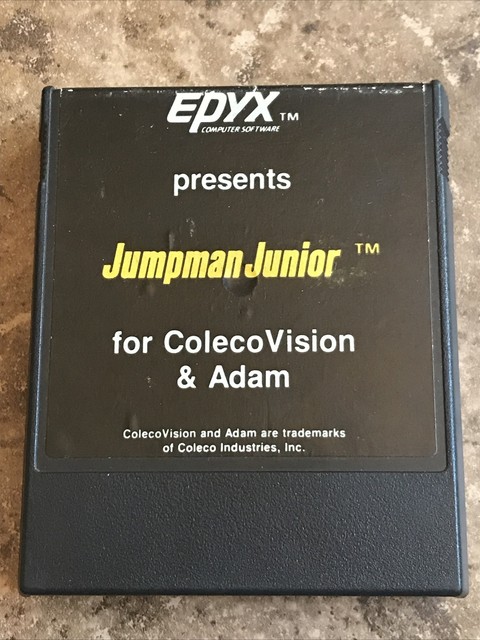 EPYX™
COMPUTER SOFTWARE
presents
Jumpman Junior™
for ColecoVision
& Adam
ColecoVision and Adam are trademarks
of Coleco Industries, Inc.